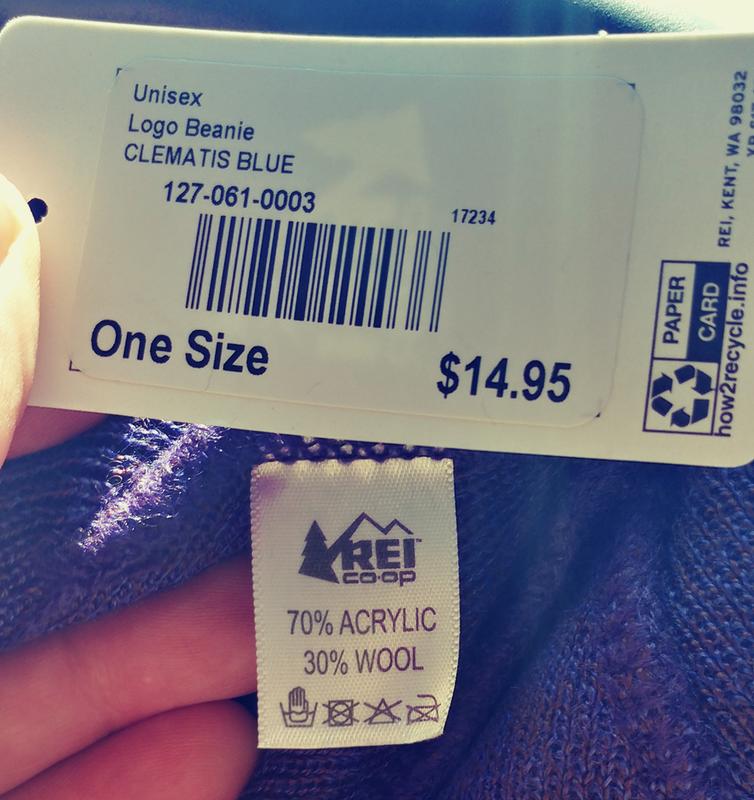 Unisex
Logo Beanie
CLEMATIS BLUE
127-061-0003
17234
One Size
$14.95
REI, KENT, WA 98032
PAPER
CARD
how2recycle.info
REI
co·op
70% ACRYLIC
30% WOOL